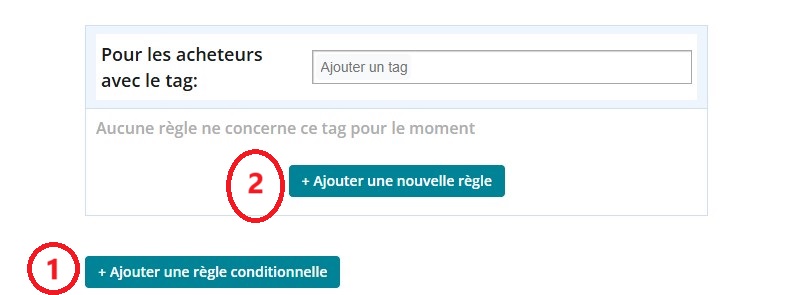 Pour les acheteurs
avec le tag:
Ajouter un tag
Aucune règle ne concerne ce tag pour le moment
2
+ Ajouter une nouvelle règle
1
+ Ajouter une règle conditionnelle